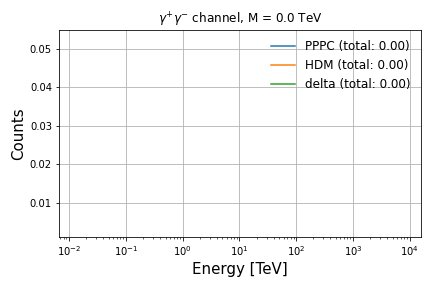 γ⁺γ⁻ channel, M = 0.0 TeV
PPPC (total: 0.00)
HDM (total: 0.00)
delta (total: 0.00)
0.05
0.04
0.03
0.02
0.01
Counts
10⁻² 10⁻¹ 10⁰ 10¹ 10² 10³ 10⁴
Energy [TeV]